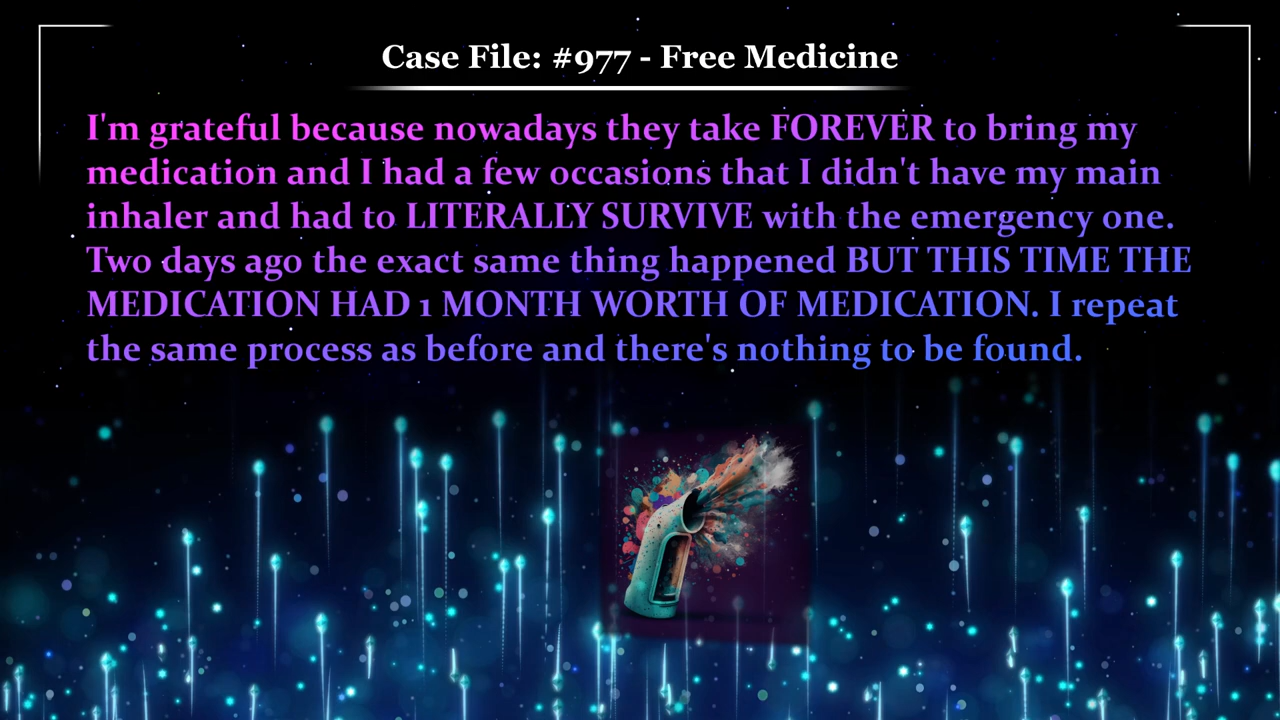 Case File: #977 - Free Medicine
I'm grateful because nowadays they take FOREVER to bring my
medication and I had a few occasions that I didn't have my main
inhaler and had to LITERALLY SURVIVE with the emergency one.
Two days ago the exact same thing happened BUT THIS TIME THE
MEDICATION HAD 1 MONTH WORTH OF MEDICATION. I repeat
the same process as before and there's nothing to be found.